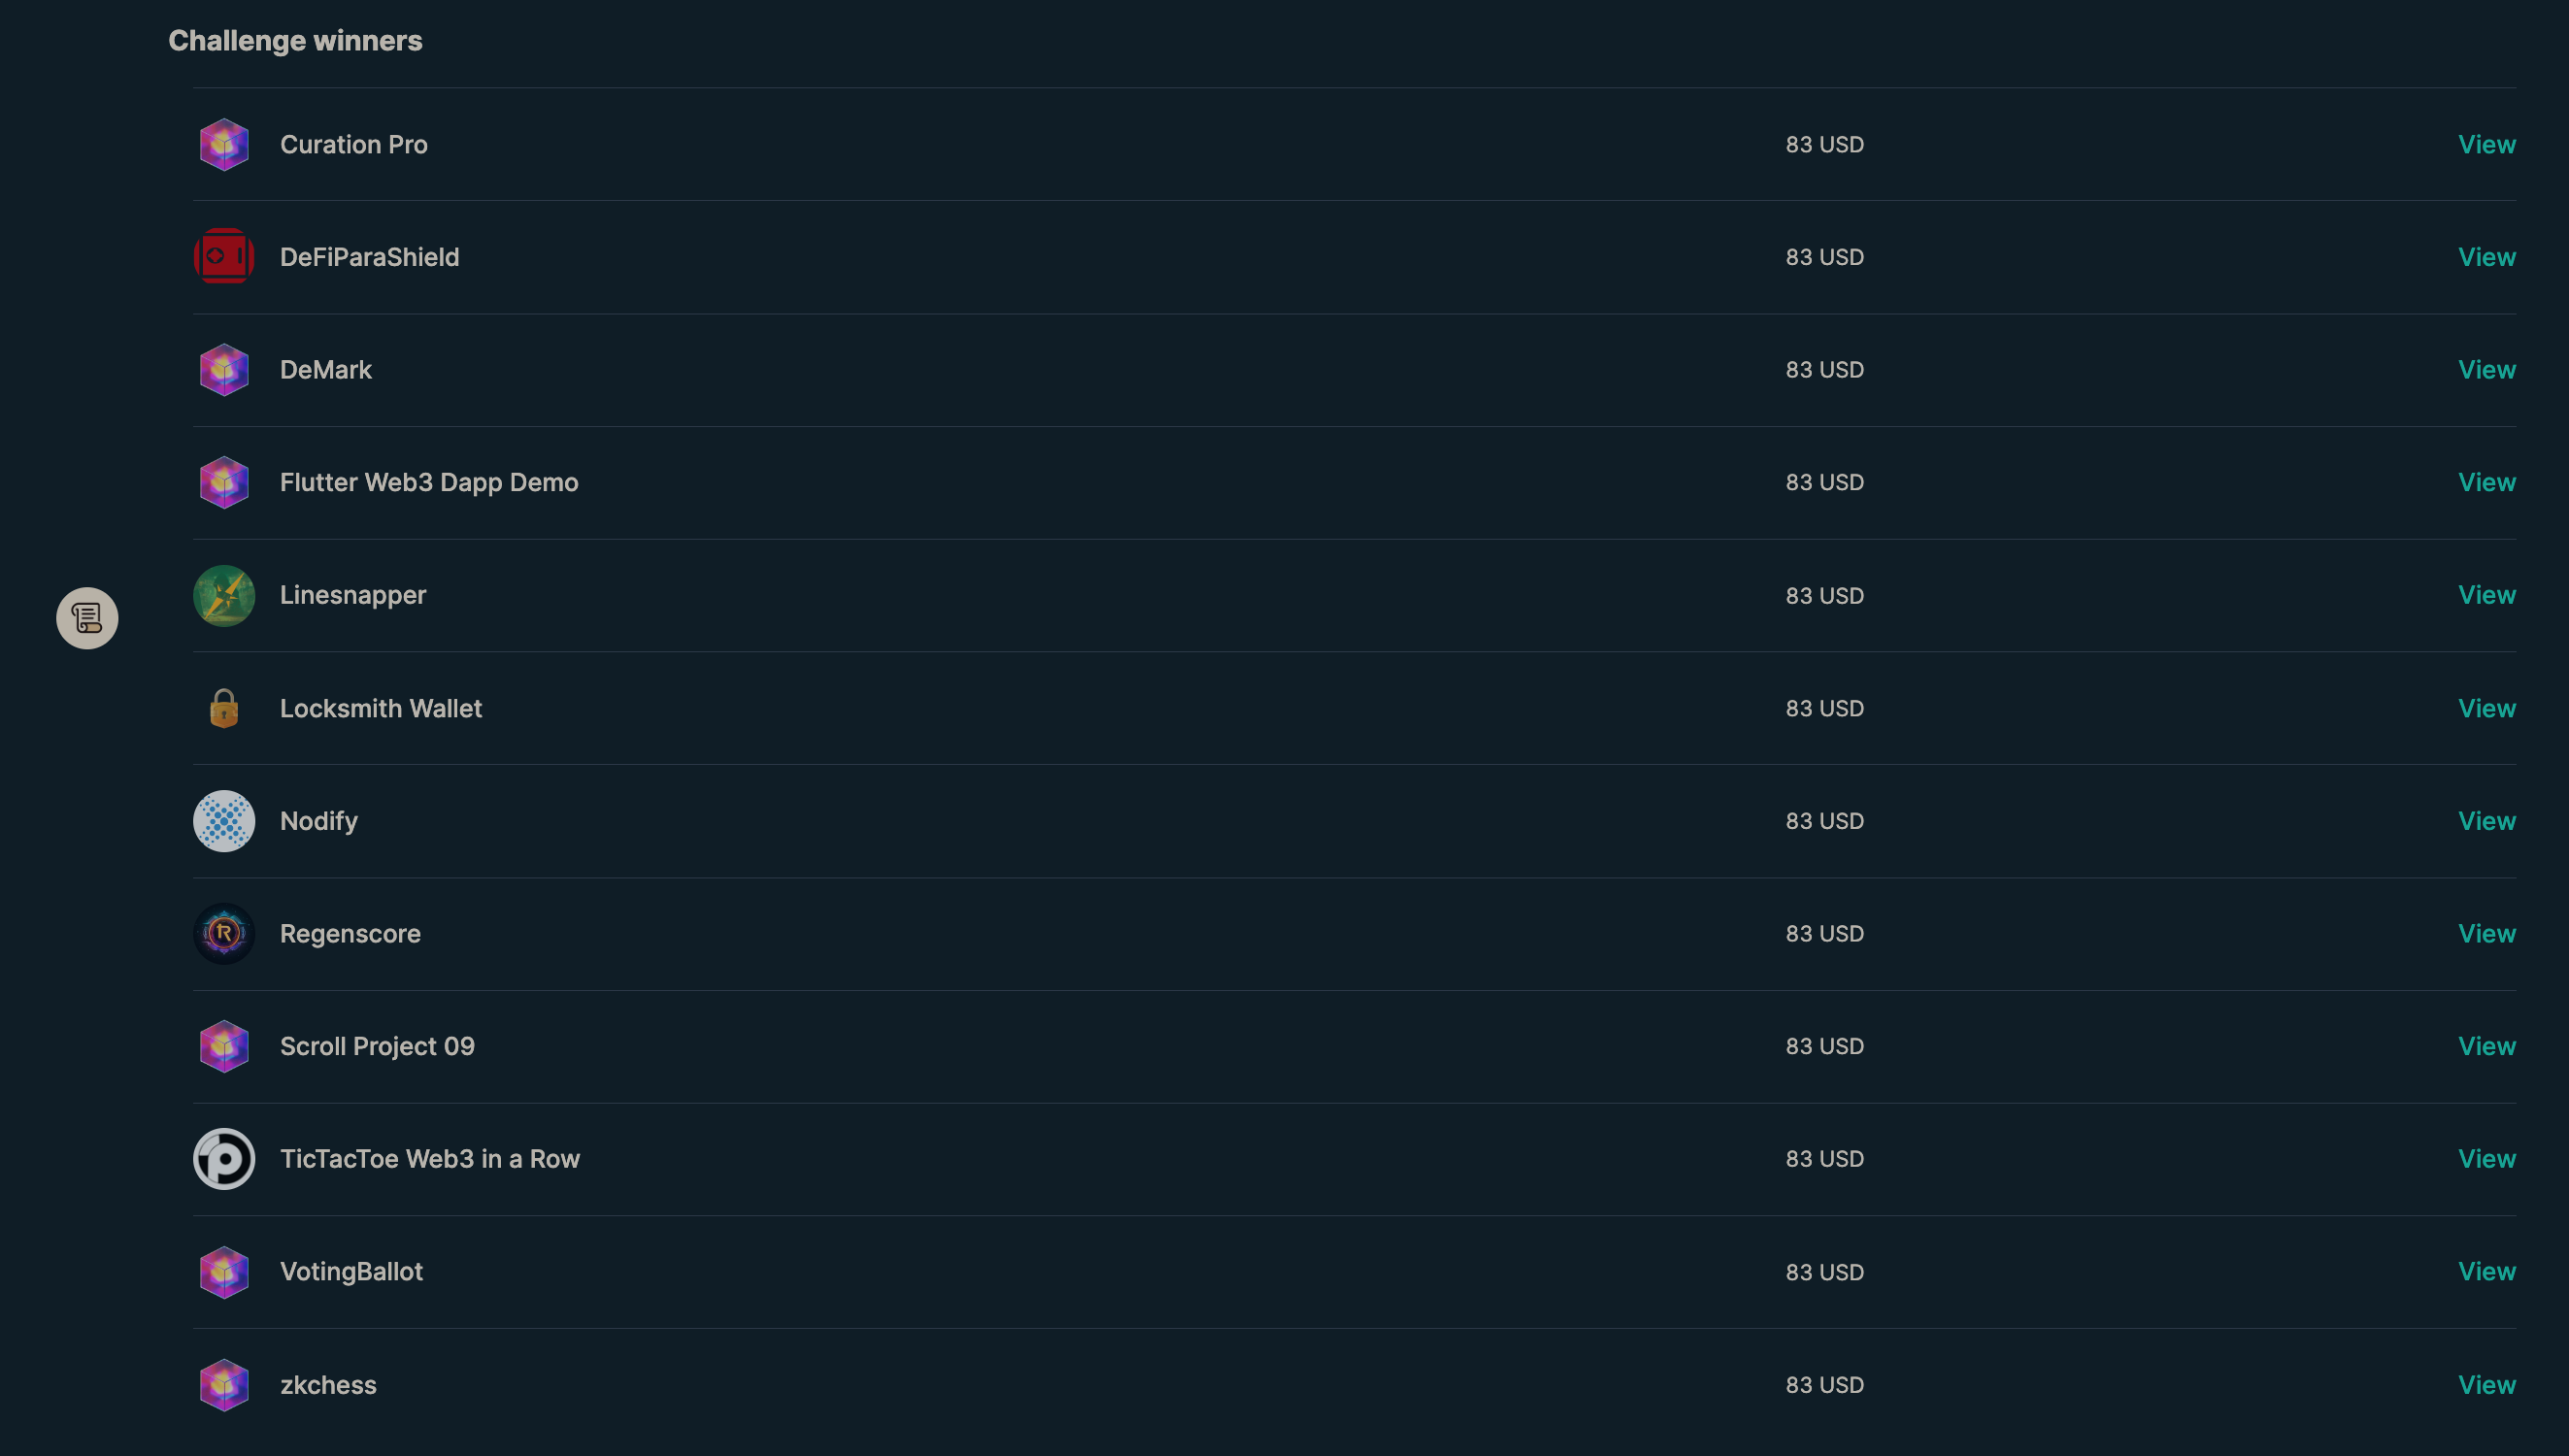 Challenge winners
Curation Pro 83 USD View
DeFiParaShield 83 USD View
DeMark 83 USD View
Flutter Web3 Dapp Demo 83 USD View
Linesnapper 83 USD View
Locksmith Wallet 83 USD View
Nodify 83 USD View
Regenscore 83 USD View
Scroll Project 09 83 USD View
TicTacToe Web3 in a Row 83 USD View
VotingBallot 83 USD View
zkchess 83 USD View